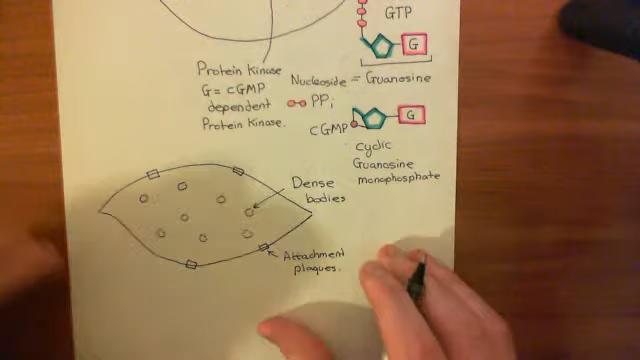 GTP
G
Protein Kinase
G = cGMP
dependent
Protein Kinase.
Nucleoside = Guanosine
PPi
cGMP
G
cyclic
Guanosine
monophosphate
Dense
bodies
Attachment
plaques.